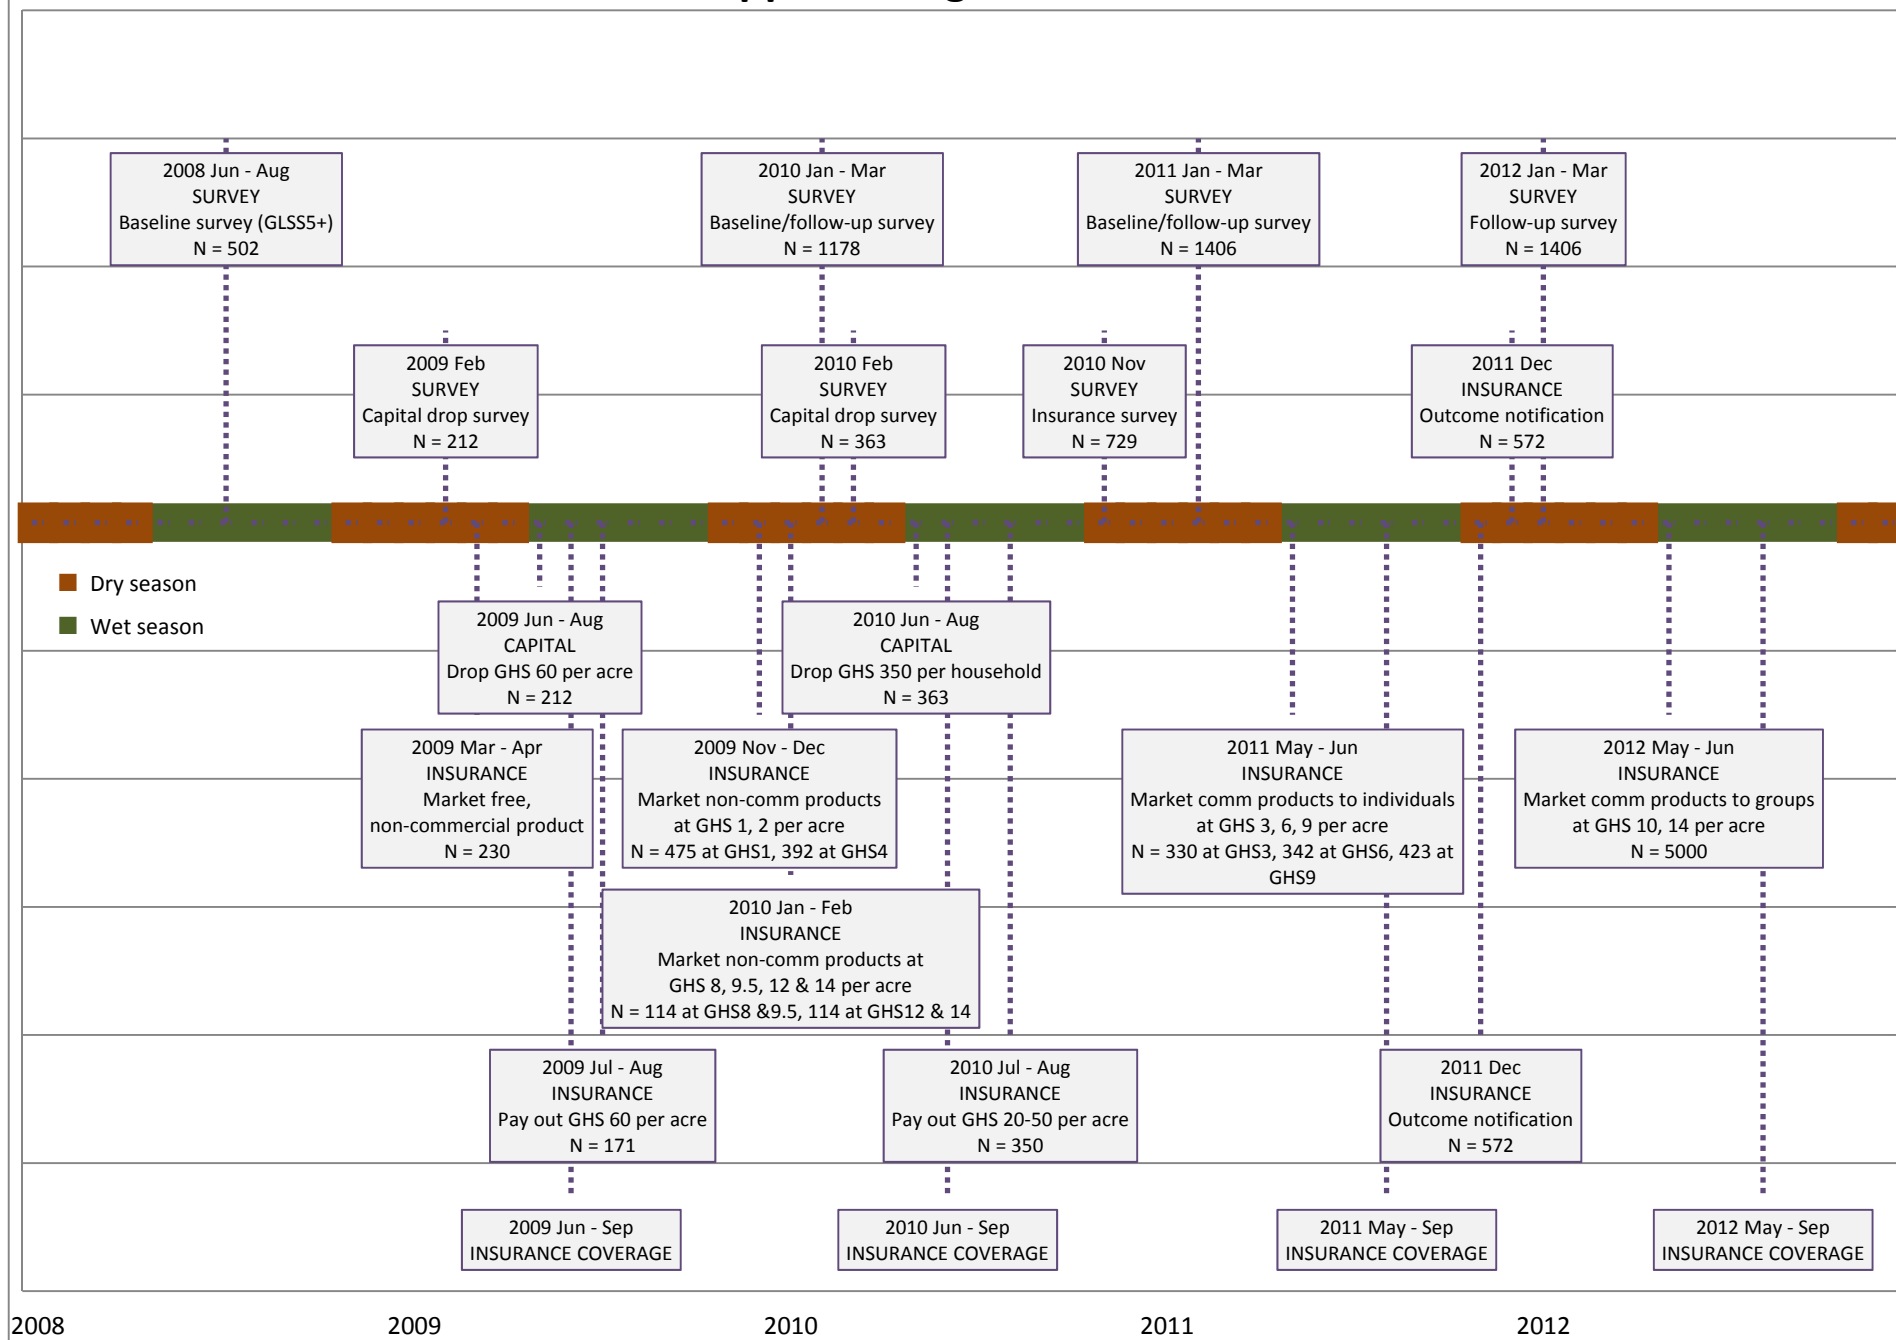 2008 Jun - Aug
SURVEY
Baseline survey (GLSS5+)
N = 502
2010 Jan - Mar
SURVEY
Baseline/follow-up survey
N = 1178
2011 Jan - Mar
SURVEY
Baseline/follow-up survey
N = 1406
2012 Jan - Mar
SURVEY
Follow-up survey
N = 1406
2009 Feb
SURVEY
Capital drop survey
N = 212
2010 Feb
SURVEY
Capital drop survey
N = 363
2010 Nov
SURVEY
Insurance survey
N = 729
2011 Dec
INSURANCE
Outcome notification
N = 572
Dry season
Wet season
2009 Jun - Aug
CAPITAL
Drop GHS 60 per acre
N = 212
2010 Jun - Aug
CAPITAL
Drop GHS 350 per household
N = 363
2009 Mar - Apr
INSURANCE
Market free,
non-commercial product
N = 230
2009 Nov - Dec
INSURANCE
Market non-comm products
at GHS 1, 2 per acre
N = 475 at GHS1, 392 at GHS4
2011 May - Jun
INSURANCE
Market comm products to individuals
at GHS 3, 6, 9 per acre
N = 330 at GHS3, 342 at GHS6, 423 at
GHS9
2012 May - Jun
INSURANCE
Market comm products to groups
at GHS 10, 14 per acre
N = 5000
2010 Jan - Feb
INSURANCE
Market non-comm products at
GHS 8, 9.5, 12 & 14 per acre
N = 114 at GHS8 &9.5, 114 at GHS12 & 14
2009 Jul - Aug
INSURANCE
Pay out GHS 60 per acre
N = 171
2010 Jul - Aug
INSURANCE
Pay out GHS 20-50 per acre
N = 350
2011 Dec
INSURANCE
Outcome notification
N = 572
2009 Jun - Sep
INSURANCE COVERAGE
2010 Jun - Sep
INSURANCE COVERAGE
2011 May - Sep
INSURANCE COVERAGE
2012 May - Sep
INSURANCE COVERAGE
2008
2009
2010
2011
2012